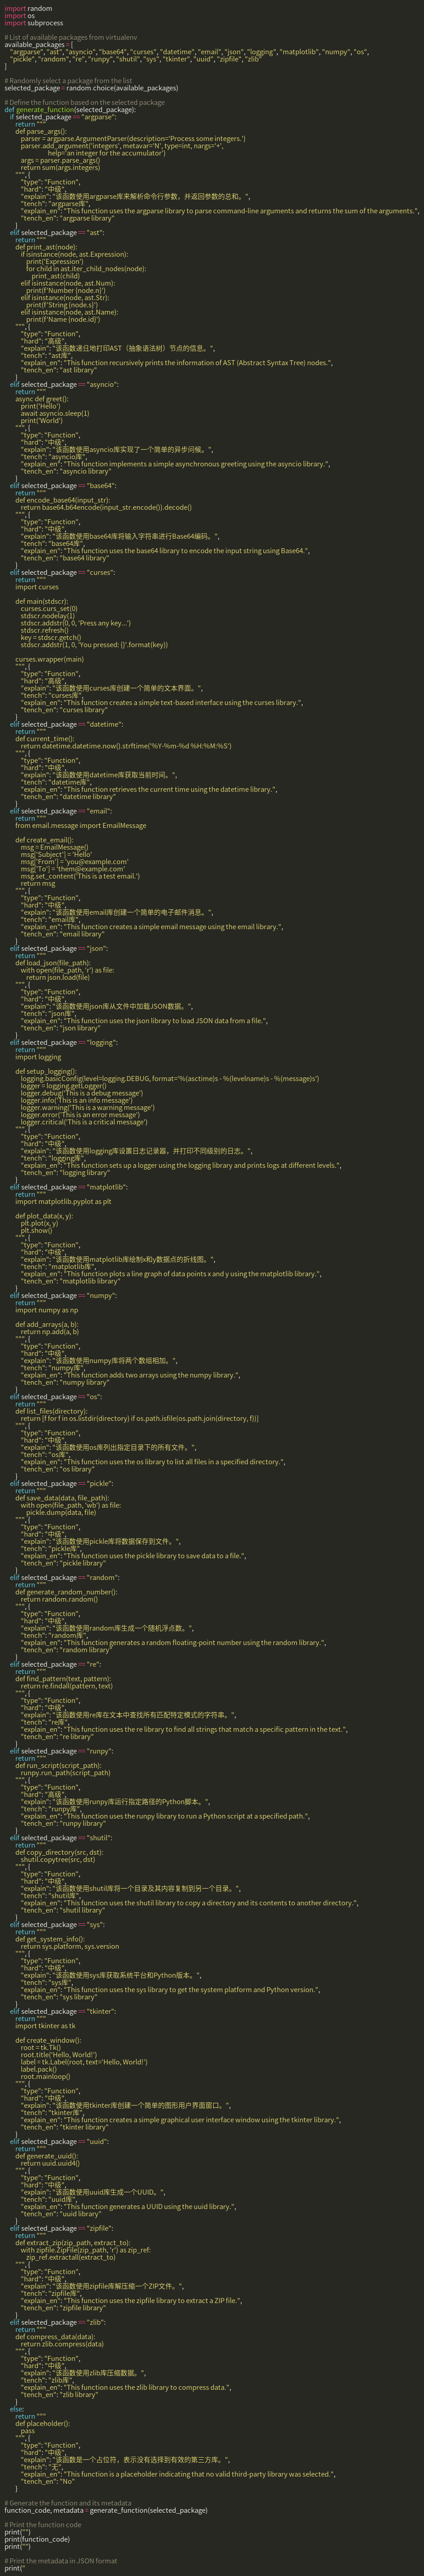 import random
import os
import subprocess

# List of available packages from virtualenv
available_packages = [
    "argparse", "ast", "asyncio", "base64", "curses", "datetime", "email", "json", "logging", "matplotlib", "numpy", "os",
    "pickle", "random", "re", "runpy", "shutil", "sys", "tkinter", "uuid", "zipfile", "zlib"
]

# Randomly select a package from the list
selected_package = random.choice(available_packages)

# Define the function based on the selected package
def generate_function(selected_package):
    if selected_package == "argparse":
        return """
        def parse_args():
            parser = argparse.ArgumentParser(description='Process some integers.')
            parser.add_argument('integers', metavar='N', type=int, nargs='+',
                                help='an integer for the accumulator')
            args = parser.parse_args()
            return sum(args.integers)
        """, {
            "type": "Function",
            "hard": "中级",
            "explain": "该函数使用argparse库来解析命令行参数，并返回参数的总和。",
            "tench": "argparse库",
            "explain_en": "This function uses the argparse library to parse command-line arguments and returns the sum of the arguments.",
            "tench_en": "argparse library"
        }
    elif selected_package == "ast":
        return """
        def print_ast(node):
            if isinstance(node, ast.Expression):
                print('Expression')
                for child in ast.iter_child_nodes(node):
                    print_ast(child)
            elif isinstance(node, ast.Num):
                print(f'Number {node.n}')
            elif isinstance(node, ast.Str):
                print(f'String {node.s}')
            elif isinstance(node, ast.Name):
                print(f'Name {node.id}')
        """, {
            "type": "Function",
            "hard": "高级",
            "explain": "该函数递归地打印AST（抽象语法树）节点的信息。",
            "tench": "ast库",
            "explain_en": "This function recursively prints the information of AST (Abstract Syntax Tree) nodes.",
            "tench_en": "ast library"
        }
    elif selected_package == "asyncio":
        return """
        async def greet():
            print('Hello')
            await asyncio.sleep(1)
            print('World')
        """, {
            "type": "Function",
            "hard": "中级",
            "explain": "该函数使用asyncio库实现了一个简单的异步问候。",
            "tench": "asyncio库",
            "explain_en": "This function implements a simple asynchronous greeting using the asyncio library.",
            "tench_en": "asyncio library"
        }
    elif selected_package == "base64":
        return """
        def encode_base64(input_str):
            return base64.b64encode(input_str.encode()).decode()
        """, {
            "type": "Function",
            "hard": "中级",
            "explain": "该函数使用base64库将输入字符串进行Base64编码。",
            "tench": "base64库",
            "explain_en": "This function uses the base64 library to encode the input string using Base64.",
            "tench_en": "base64 library"
        }
    elif selected_package == "curses":
        return """
        import curses

        def main(stdscr):
            curses.curs_set(0)
            stdscr.nodelay(1)
            stdscr.addstr(0, 0, 'Press any key...')
            stdscr.refresh()
            key = stdscr.getch()
            stdscr.addstr(1, 0, 'You pressed: {}'.format(key))

        curses.wrapper(main)
        """, {
            "type": "Function",
            "hard": "高级",
            "explain": "该函数使用curses库创建一个简单的文本界面。",
            "tench": "curses库",
            "explain_en": "This function creates a simple text-based interface using the curses library.",
            "tench_en": "curses library"
        }
    elif selected_package == "datetime":
        return """
        def current_time():
            return datetime.datetime.now().strftime('%Y-%m-%d %H:%M:%S')
        """, {
            "type": "Function",
            "hard": "中级",
            "explain": "该函数使用datetime库获取当前时间。",
            "tench": "datetime库",
            "explain_en": "This function retrieves the current time using the datetime library.",
            "tench_en": "datetime library"
        }
    elif selected_package == "email":
        return """
        from email.message import EmailMessage

        def create_email():
            msg = EmailMessage()
            msg['Subject'] = 'Hello'
            msg['From'] = 'you@example.com'
            msg['To'] = 'them@example.com'
            msg.set_content('This is a test email.')
            return msg
        """, {
            "type": "Function",
            "hard": "中级",
            "explain": "该函数使用email库创建一个简单的电子邮件消息。",
            "tench": "email库",
            "explain_en": "This function creates a simple email message using the email library.",
            "tench_en": "email library"
        }
    elif selected_package == "json":
        return """
        def load_json(file_path):
            with open(file_path, 'r') as file:
                return json.load(file)
        """, {
            "type": "Function",
            "hard": "中级",
            "explain": "该函数使用json库从文件中加载JSON数据。",
            "tench": "json库",
            "explain_en": "This function uses the json library to load JSON data from a file.",
            "tench_en": "json library"
        }
    elif selected_package == "logging":
        return """
        import logging

        def setup_logging():
            logging.basicConfig(level=logging.DEBUG, format='%(asctime)s - %(levelname)s - %(message)s')
            logger = logging.getLogger()
            logger.debug('This is a debug message')
            logger.info('This is an info message')
            logger.warning('This is a warning message')
            logger.error('This is an error message')
            logger.critical('This is a critical message')
        """, {
            "type": "Function",
            "hard": "中级",
            "explain": "该函数使用logging库设置日志记录器，并打印不同级别的日志。",
            "tench": "logging库",
            "explain_en": "This function sets up a logger using the logging library and prints logs at different levels.",
            "tench_en": "logging library"
        }
    elif selected_package == "matplotlib":
        return """
        import matplotlib.pyplot as plt

        def plot_data(x, y):
            plt.plot(x, y)
            plt.show()
        """, {
            "type": "Function",
            "hard": "中级",
            "explain": "该函数使用matplotlib库绘制x和y数据点的折线图。",
            "tench": "matplotlib库",
            "explain_en": "This function plots a line graph of data points x and y using the matplotlib library.",
            "tench_en": "matplotlib library"
        }
    elif selected_package == "numpy":
        return """
        import numpy as np

        def add_arrays(a, b):
            return np.add(a, b)
        """, {
            "type": "Function",
            "hard": "中级",
            "explain": "该函数使用numpy库将两个数组相加。",
            "tench": "numpy库",
            "explain_en": "This function adds two arrays using the numpy library.",
            "tench_en": "numpy library"
        }
    elif selected_package == "os":
        return """
        def list_files(directory):
            return [f for f in os.listdir(directory) if os.path.isfile(os.path.join(directory, f))]
        """, {
            "type": "Function",
            "hard": "中级",
            "explain": "该函数使用os库列出指定目录下的所有文件。",
            "tench": "os库",
            "explain_en": "This function uses the os library to list all files in a specified directory.",
            "tench_en": "os library"
        }
    elif selected_package == "pickle":
        return """
        def save_data(data, file_path):
            with open(file_path, 'wb') as file:
                pickle.dump(data, file)
        """, {
            "type": "Function",
            "hard": "中级",
            "explain": "该函数使用pickle库将数据保存到文件。",
            "tench": "pickle库",
            "explain_en": "This function uses the pickle library to save data to a file.",
            "tench_en": "pickle library"
        }
    elif selected_package == "random":
        return """
        def generate_random_number():
            return random.random()
        """, {
            "type": "Function",
            "hard": "中级",
            "explain": "该函数使用random库生成一个随机浮点数。",
            "tench": "random库",
            "explain_en": "This function generates a random floating-point number using the random library.",
            "tench_en": "random library"
        }
    elif selected_package == "re":
        return """
        def find_pattern(text, pattern):
            return re.findall(pattern, text)
        """, {
            "type": "Function",
            "hard": "中级",
            "explain": "该函数使用re库在文本中查找所有匹配特定模式的字符串。",
            "tench": "re库",
            "explain_en": "This function uses the re library to find all strings that match a specific pattern in the text.",
            "tench_en": "re library"
        }
    elif selected_package == "runpy":
        return """
        def run_script(script_path):
            runpy.run_path(script_path)
        """, {
            "type": "Function",
            "hard": "高级",
            "explain": "该函数使用runpy库运行指定路径的Python脚本。",
            "tench": "runpy库",
            "explain_en": "This function uses the runpy library to run a Python script at a specified path.",
            "tench_en": "runpy library"
        }
    elif selected_package == "shutil":
        return """
        def copy_directory(src, dst):
            shutil.copytree(src, dst)
        """, {
            "type": "Function",
            "hard": "中级",
            "explain": "该函数使用shutil库将一个目录及其内容复制到另一个目录。",
            "tench": "shutil库",
            "explain_en": "This function uses the shutil library to copy a directory and its contents to another directory.",
            "tench_en": "shutil library"
        }
    elif selected_package == "sys":
        return """
        def get_system_info():
            return sys.platform, sys.version
        """, {
            "type": "Function",
            "hard": "中级",
            "explain": "该函数使用sys库获取系统平台和Python版本。",
            "tench": "sys库",
            "explain_en": "This function uses the sys library to get the system platform and Python version.",
            "tench_en": "sys library"
        }
    elif selected_package == "tkinter":
        return """
        import tkinter as tk

        def create_window():
            root = tk.Tk()
            root.title('Hello, World!')
            label = tk.Label(root, text='Hello, World!')
            label.pack()
            root.mainloop()
        """, {
            "type": "Function",
            "hard": "中级",
            "explain": "该函数使用tkinter库创建一个简单的图形用户界面窗口。",
            "tench": "tkinter库",
            "explain_en": "This function creates a simple graphical user interface window using the tkinter library.",
            "tench_en": "tkinter library"
        }
    elif selected_package == "uuid":
        return """
        def generate_uuid():
            return uuid.uuid4()
        """, {
            "type": "Function",
            "hard": "中级",
            "explain": "该函数使用uuid库生成一个UUID。",
            "tench": "uuid库",
            "explain_en": "This function generates a UUID using the uuid library.",
            "tench_en": "uuid library"
        }
    elif selected_package == "zipfile":
        return """
        def extract_zip(zip_path, extract_to):
            with zipfile.ZipFile(zip_path, 'r') as zip_ref:
                zip_ref.extractall(extract_to)
        """, {
            "type": "Function",
            "hard": "中级",
            "explain": "该函数使用zipfile库解压缩一个ZIP文件。",
            "tench": "zipfile库",
            "explain_en": "This function uses the zipfile library to extract a ZIP file.",
            "tench_en": "zipfile library"
        }
    elif selected_package == "zlib":
        return """
        def compress_data(data):
            return zlib.compress(data)
        """, {
            "type": "Function",
            "hard": "中级",
            "explain": "该函数使用zlib库压缩数据。",
            "tench": "zlib库",
            "explain_en": "This function uses the zlib library to compress data.",
            "tench_en": "zlib library"
        }
    else:
        return """
        def placeholder():
            pass
        """, {
            "type": "Function",
            "hard": "中级",
            "explain": "该函数是一个占位符，表示没有选择到有效的第三方库。",
            "tench": "无",
            "explain_en": "This function is a placeholder indicating that no valid third-party library was selected.",
            "tench_en": "No"
        }

# Generate the function and its metadata
function_code, metadata = generate_function(selected_package)

# Print the function code
print("")
print(function_code)
print("")

# Print the metadata in JSON format
print("